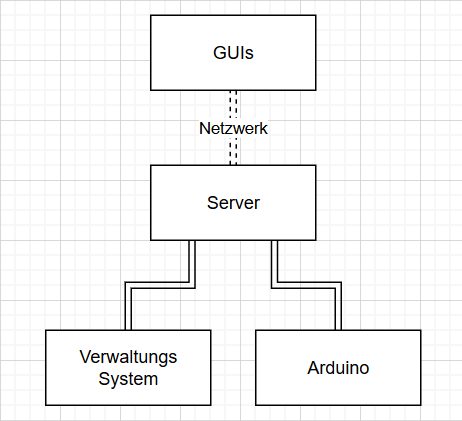 GUIs
Netzwerk
Server
Verwaltungs
System
Arduino